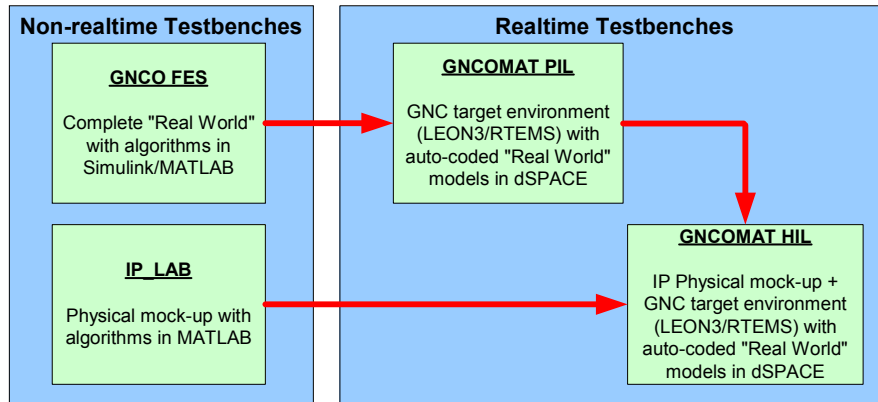 Non-realtime Testbenches
GNCO FES
Complete "Real World"
with algorithms in
Simulink/MATLAB
IP_LAB
Physical mock-up with
algorithms in MATLAB
Realtime Testbenches
GNCOMAT PIL
GNC target environment
(LEON3/RTEMS) with
auto-coded "Real World"
models in dSPACE
GNCOMAT HIL
IP Physical mock-up +
GNC target environment
(LEON3/RTEMS) with
auto-coded "Real World"
models in dSPACE